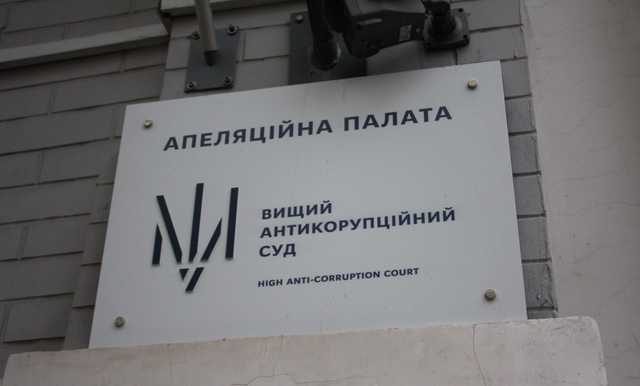 АПЕЛЯЦІЙНА ПАЛАТА
ВИЩИЙ
АНТИКОРУПЦІЙНИЙ
СУД
HIGH ANTI-CORRUPTION COURT